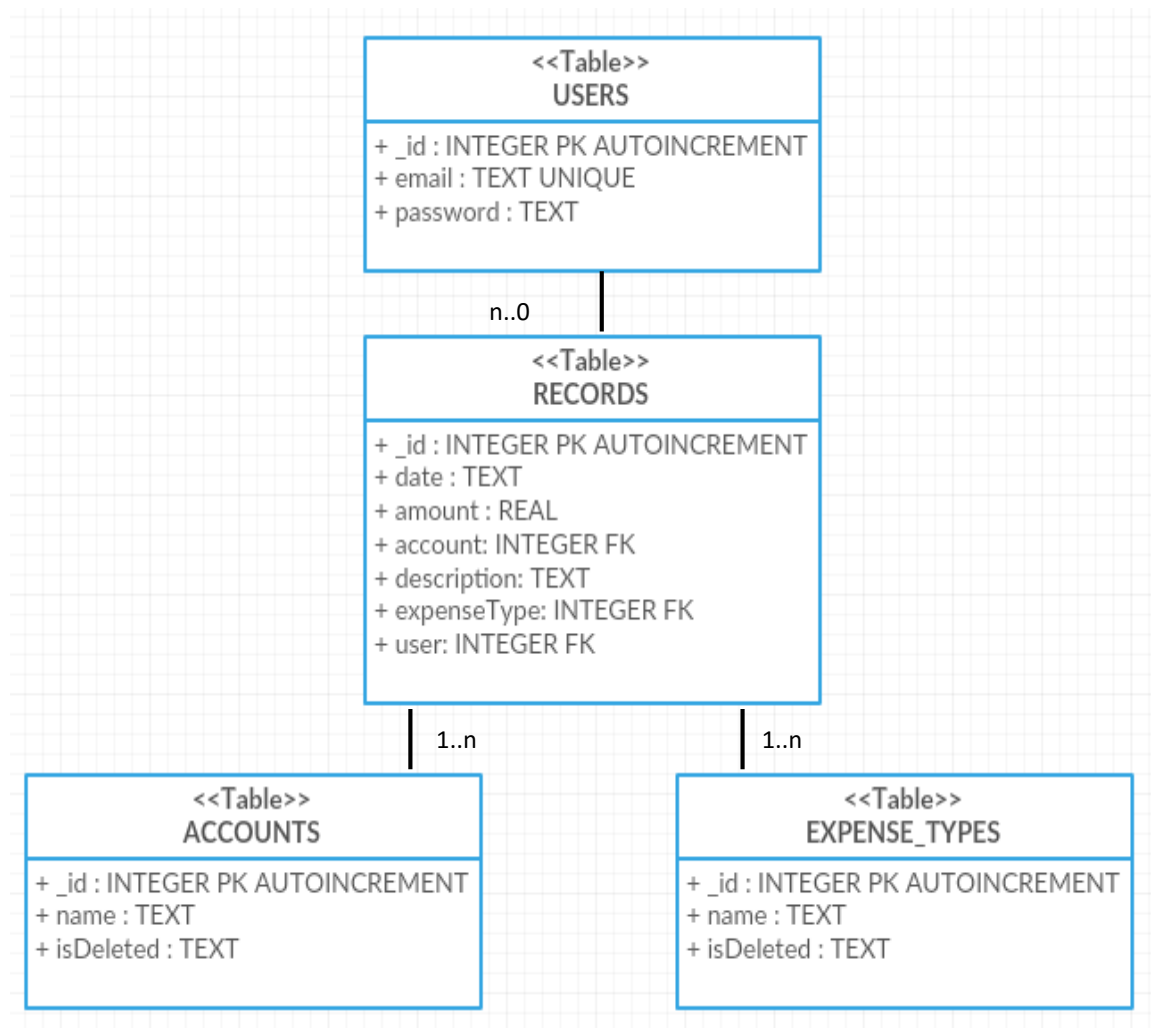 <<Table>>
USERS
+ _id : INTEGER PK AUTOINCREMENT
+ email : TEXT UNIQUE
+ password : TEXT
n..0
<<Table>>
RECORDS
+ _id : INTEGER PK AUTOINCREMENT
+ date : TEXT
+ amount : REAL
+ account: INTEGER FK
+ description: TEXT
+ expenseType: INTEGER FK
+ user: INTEGER FK
1..n
1..n
<<Table>>
ACCOUNTS
+ _id : INTEGER PK AUTOINCREMENT
+ name : TEXT
+ isDeleted : TEXT
<<Table>>
EXPENSE_TYPES
+ _id : INTEGER PK AUTOINCREMENT
+ name : TEXT
+ isDeleted : TEXT